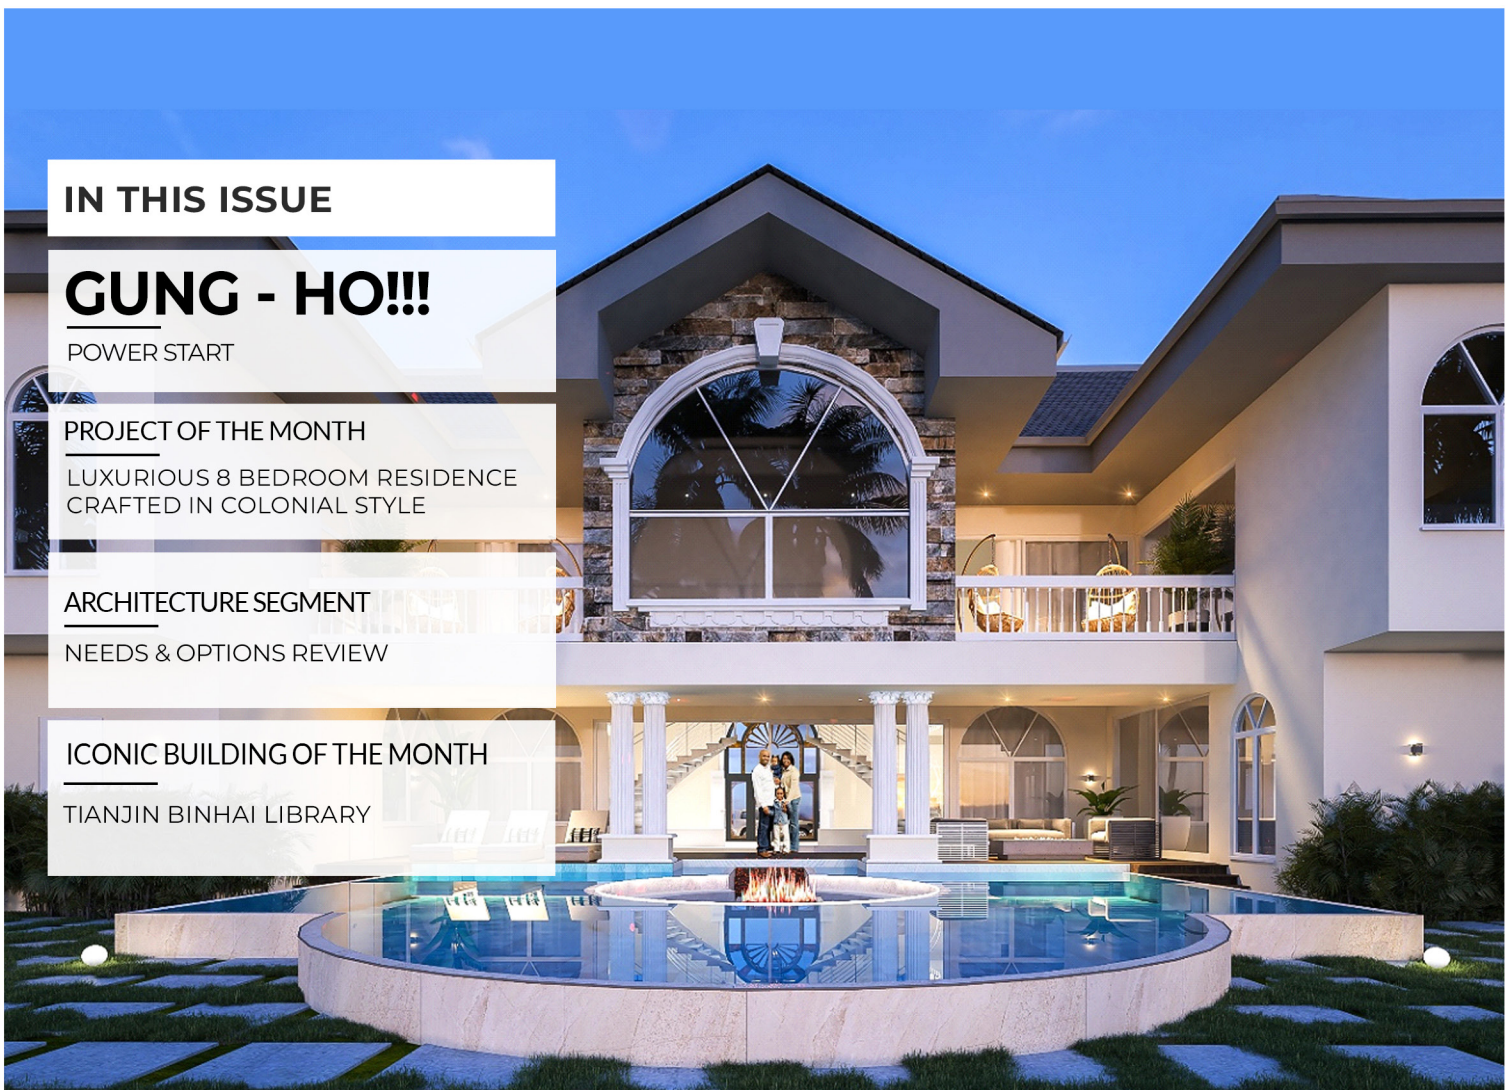 IN THIS ISSUE
GUNG - HO!!!
POWER START
PROJECT OF THE MONTH
LUXURIOUS 8 BEDROOM RESIDENCE
CRAFTED IN COLONIAL STYLE
ARCHITECTURE SEGMENT
NEEDS & OPTIONS REVIEW
ICONIC BUILDING OF THE MONTH
TIANJIN BINHAI LIBRARY